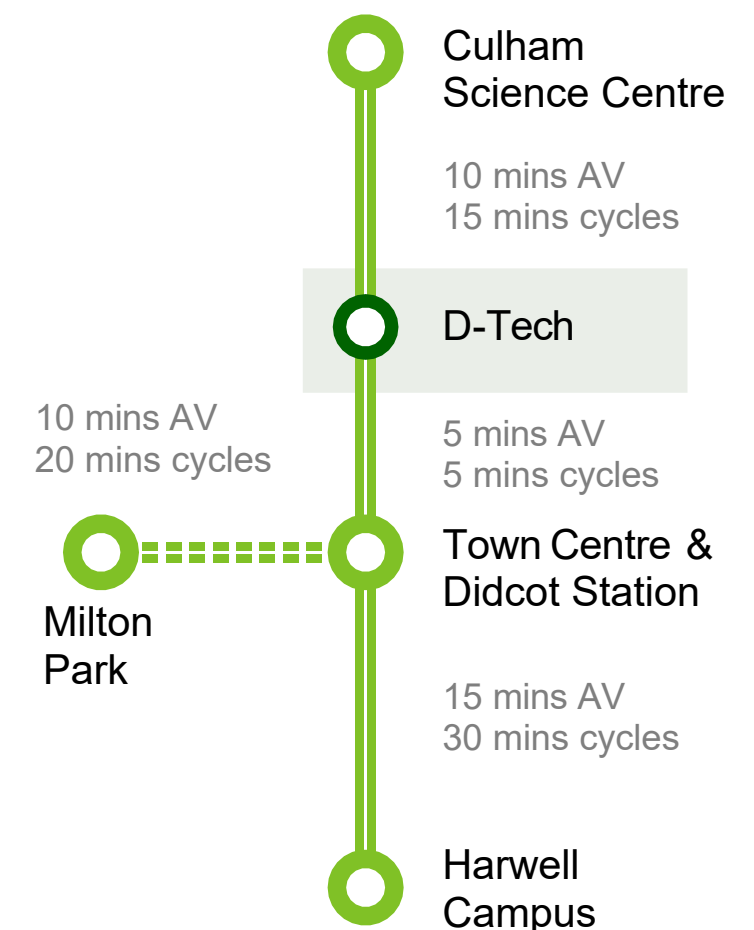 Culham
Science Centre
10 mins AV
15 mins cycles
D-Tech
10 mins AV
20 mins cycles
5 mins AV
5 mins cycles
Town Centre &
Didcot Station
Milton
Park
15 mins AV
30 mins cycles
Harwell
Campus